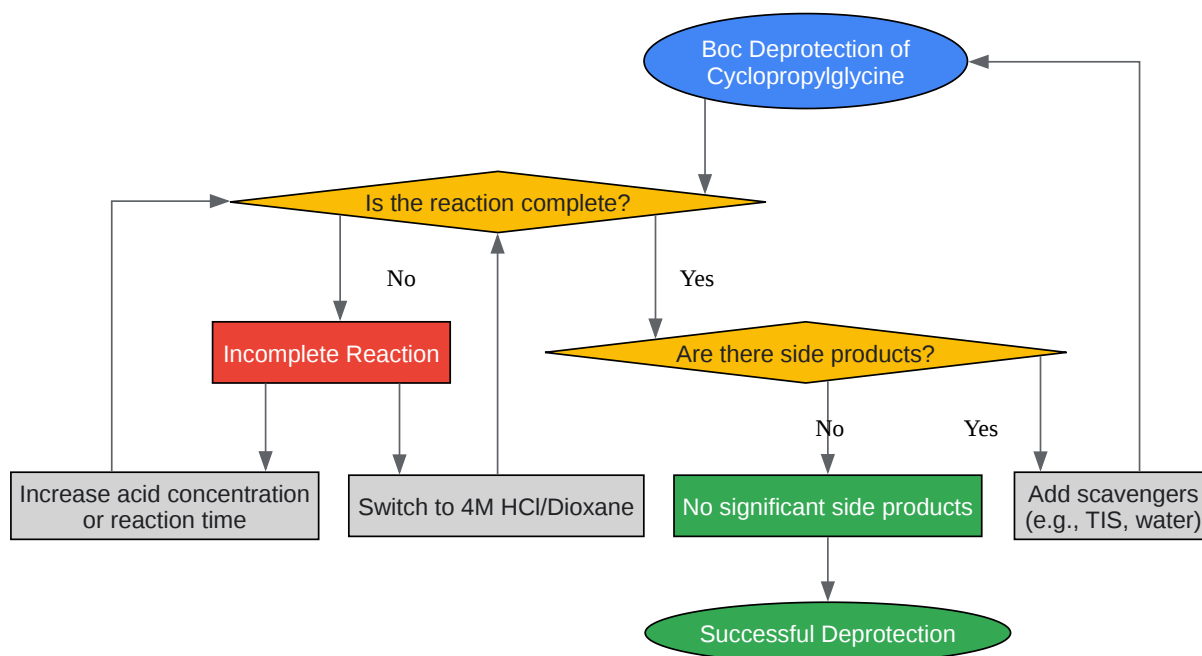 Boc Deprotection of
Cyclopropylglycine
Is the reaction complete?
No
Yes
Incomplete Reaction
Are there side products?
No
Yes
Increase acid concentration
or reaction time
Switch to 4M HCl/Dioxane
No significant side products
Add scavengers
(e.g., TIS, water)
Successful Deprotection